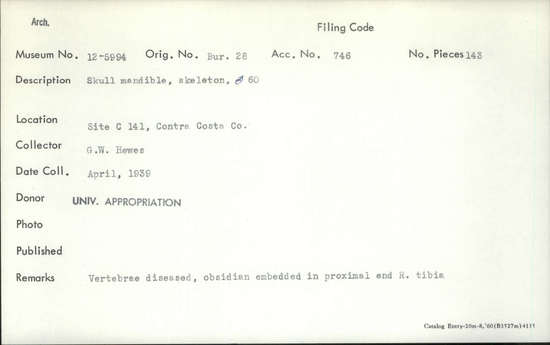 Arch.
Filing Code
Museum No. 12-5994 Orig. No. Bur. 28 Acc. No. 746 No. Pieces 143
Description Skull mandible, skeleton, ♂ 60
Location Site C 141, Contra Costa Co.
Collector G.W. Hewes
Date Coll. April, 1939
Donor UNIV. APPROPRIATION
Photo
Published
Remarks Vertebrae diseased, obsidian embedded in proximal end R. tibia
Catalog Entry-20m-8,'60